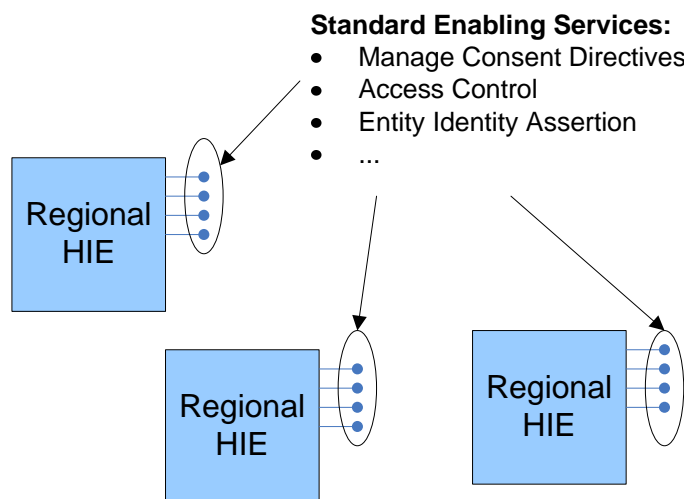 Standard Enabling Services:
• Manage Consent Directives
• Access Control
• Entity Identity Assertion
• ...
Regional
HIE
Regional
HIE
Regional
HIE